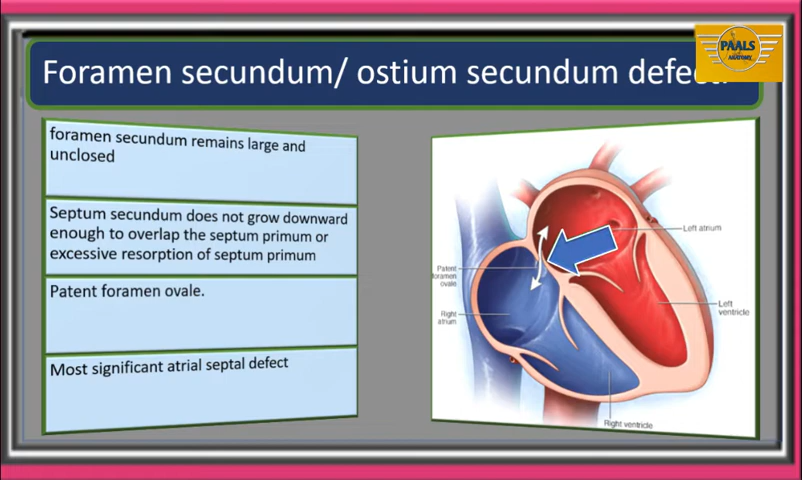 Foramen secundum/ ostium secundum defect.
PAALS
ANATOMY
foramen secundum remains large and
unclosed
Septum secundum does not grow downward
enough to overlap the septum primum or
excessive resorption of septum primum
Patent foramen ovale.
Most significant atrial septal defect
Left atrium
Patent
foramen
ovale
Left
ventricle
Right
atrium
Right ventricle